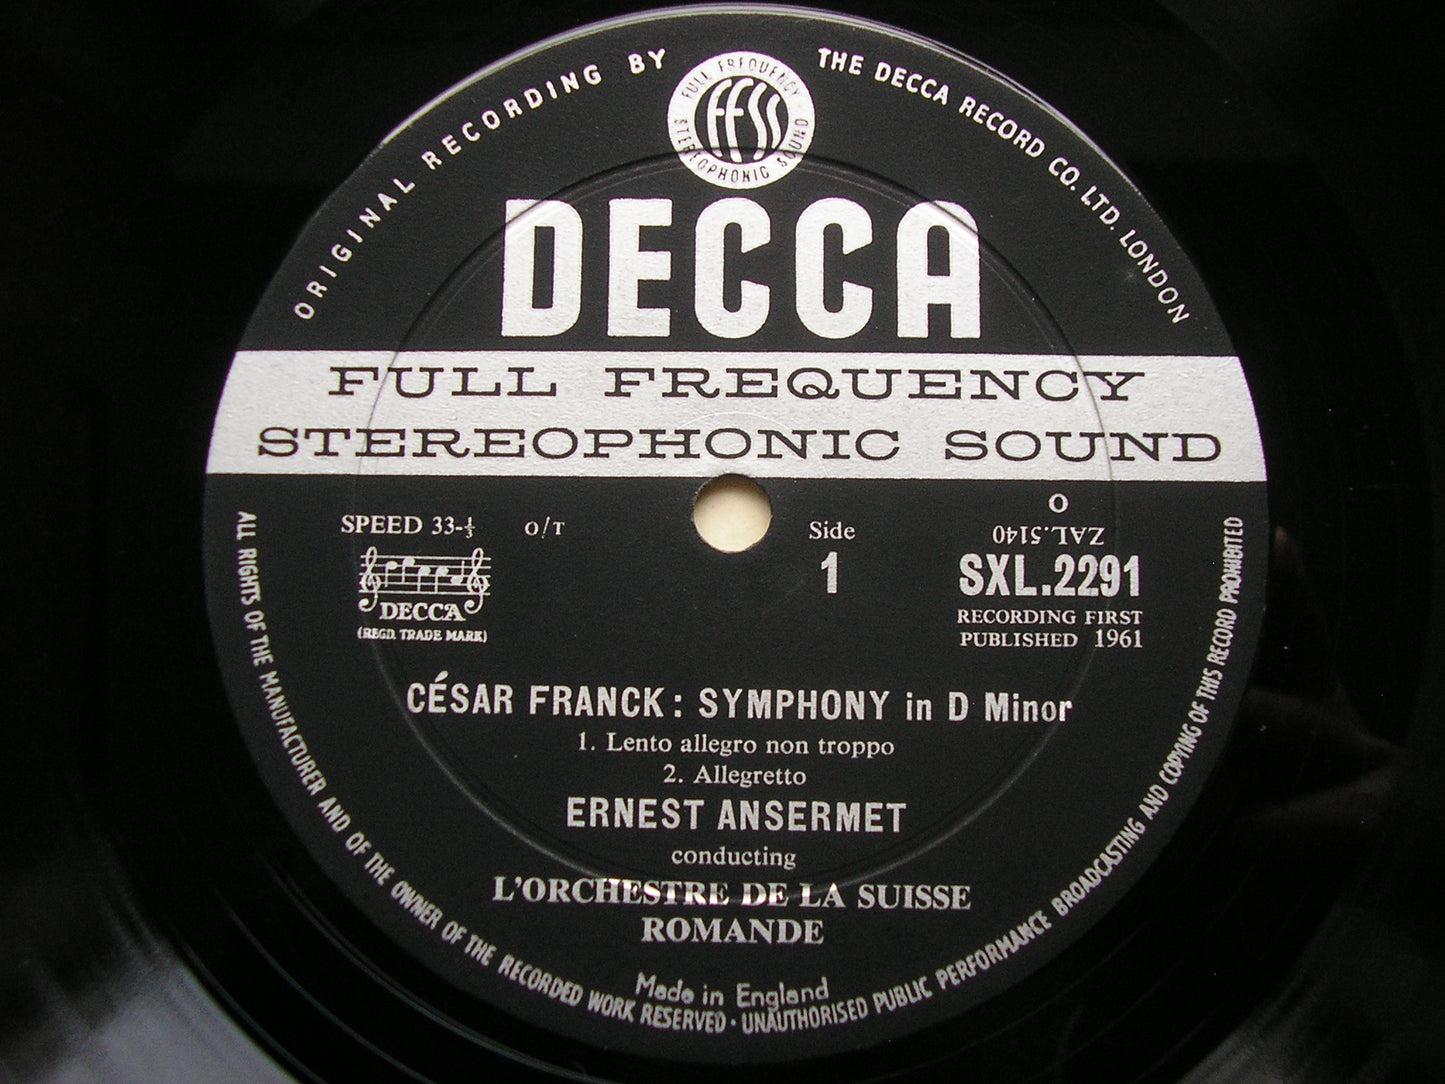 ORIGINAL RECORDING BY THE DECCA RECORD CO. LTD. LONDON
FULL FREQUENCY STEREOPHONIC SOUND
FFSS
DECCA
FULL FREQUENCY
STEREOPHONIC SOUND
SPEED 33-⅓ O/T
DECCA
(REGD. TRADE MARK)
Side
1
O
ZAL.5140
SXL.2291
RECORDING FIRST
PUBLISHED 1961
CÉSAR FRANCK : SYMPHONY in D Minor
1. Lento allegro non troppo
2. Allegretto
ERNEST ANSERMET
conducting
L'ORCHESTRE DE LA SUISSE
ROMANDE
Made in England
ALL RIGHTS OF THE MANUFACTURER AND OF THE OWNER OF THE RECORDED WORK RESERVED · UNAUTHORISED PUBLIC PERFORMANCE BROADCASTING AND COPYING OF THIS RECORD PROHIBITED